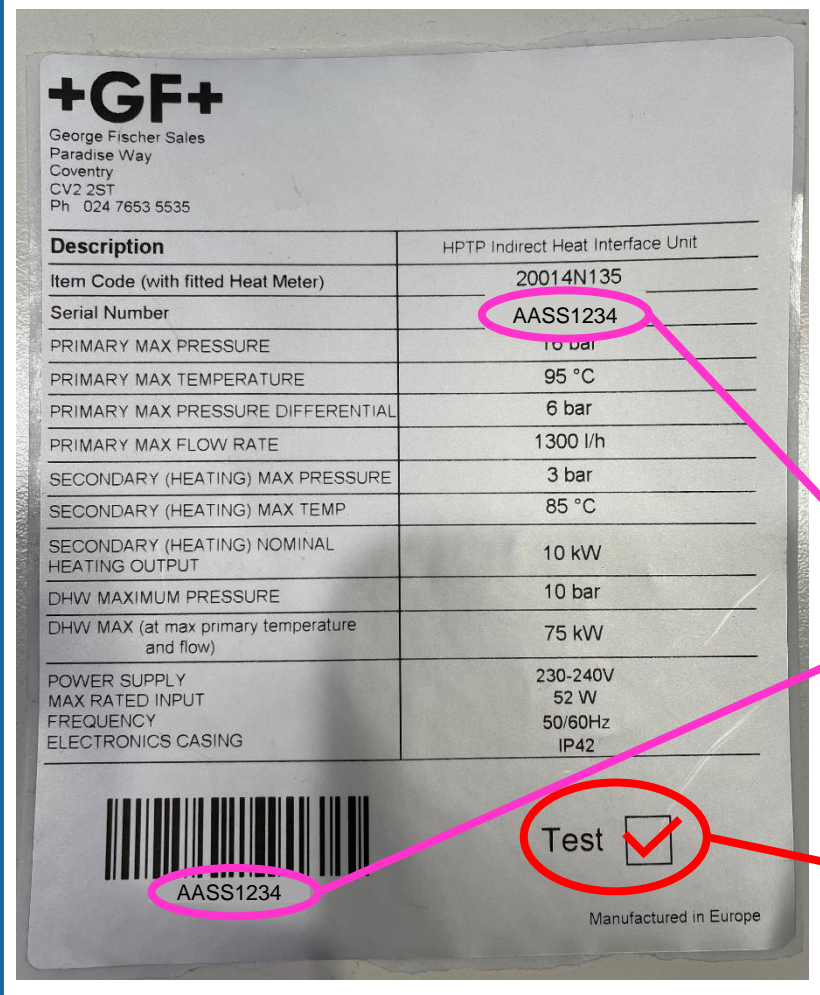 +GF+
George Fischer Sales
Paradise Way
Coventry
CV2 2ST
Ph 024 7653 5535
Description HPTP Indirect Heat Interface Unit
Item Code (with fitted Heat Meter) 20014N135
Serial Number AASS1234
PRIMARY MAX PRESSURE 16 bar
PRIMARY MAX TEMPERATURE 95 °C
PRIMARY MAX PRESSURE DIFFERENTIAL 6 bar
PRIMARY MAX FLOW RATE 1300 l/h
SECONDARY (HEATING) MAX PRESSURE 3 bar
SECONDARY (HEATING) MAX TEMP 85 °C
SECONDARY (HEATING) NOMINAL
HEATING OUTPUT 10 kW
DHW MAXIMUM PRESSURE 10 bar
DHW MAX (at max primary temperature
and flow) 75 kW
POWER SUPPLY 230-240V
MAX RATED INPUT 52 W
FREQUENCY 50/60Hz
ELECTRONICS CASING IP42
Test
AASS1234
Manufactured in Europe